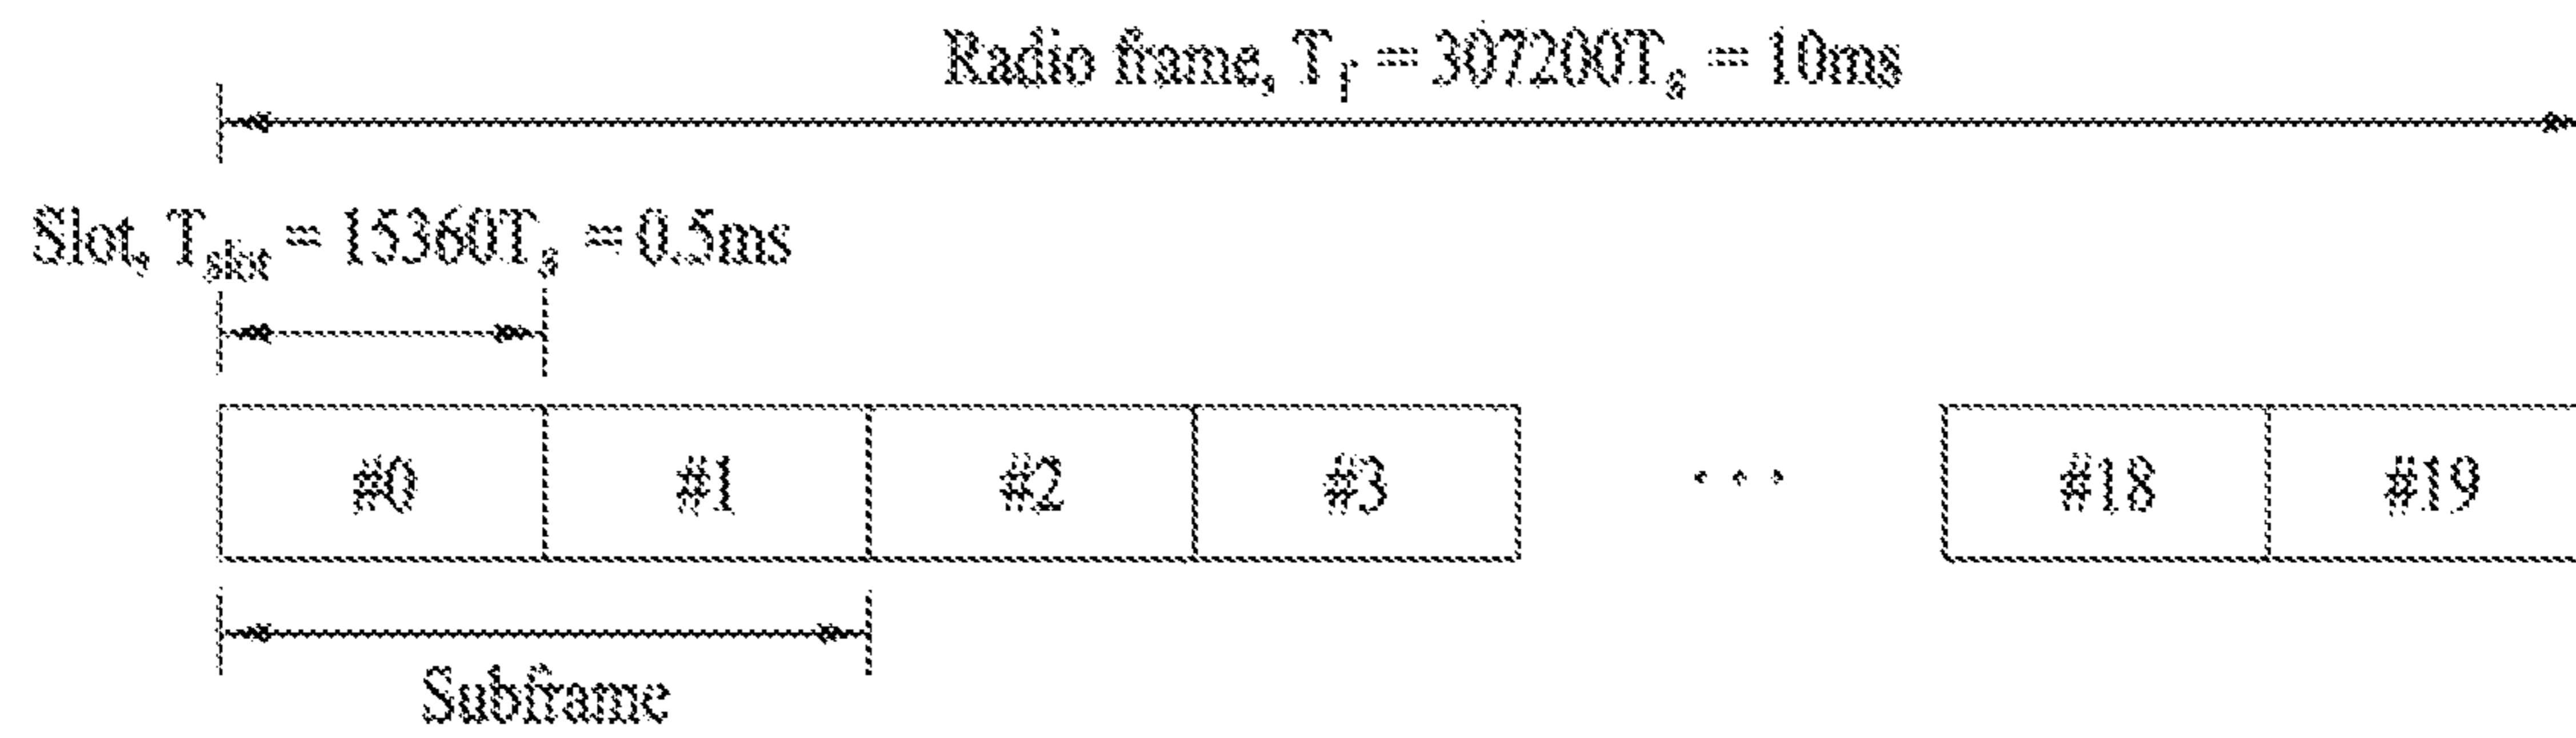 Radio frame, Tf = 307200Ts = 10ms
Slot, Tslot = 15360Ts = 0.5ms
#0 #1 #2 #3 ... #18 #19
Subframe